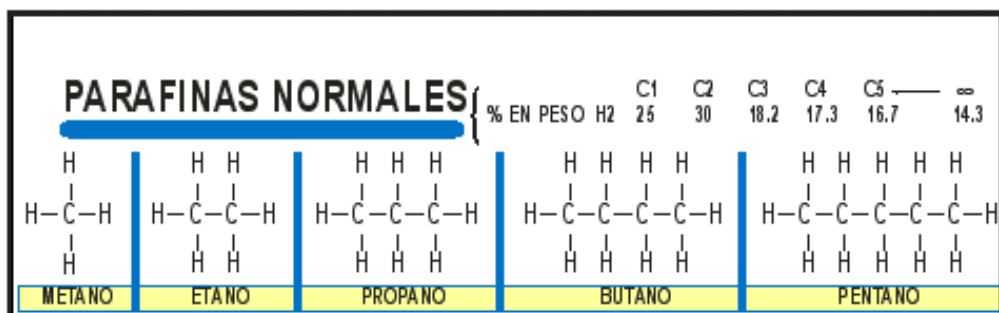 PARAFINAS NORMALES
C1 C2 C3 C4 C5 ∞
% EN PESO H2 25 30 18.2 17.3 16.7 14.3
H H H H H H H H H H H H H H H
H-C-H H-C-C-H H-C-C-C-H H-C-C-C-C-H H-C-C-C-C-C-H
H H H H H H H H H H H H H H H
METANO ETANO PROPANO BUTANO PENTANO